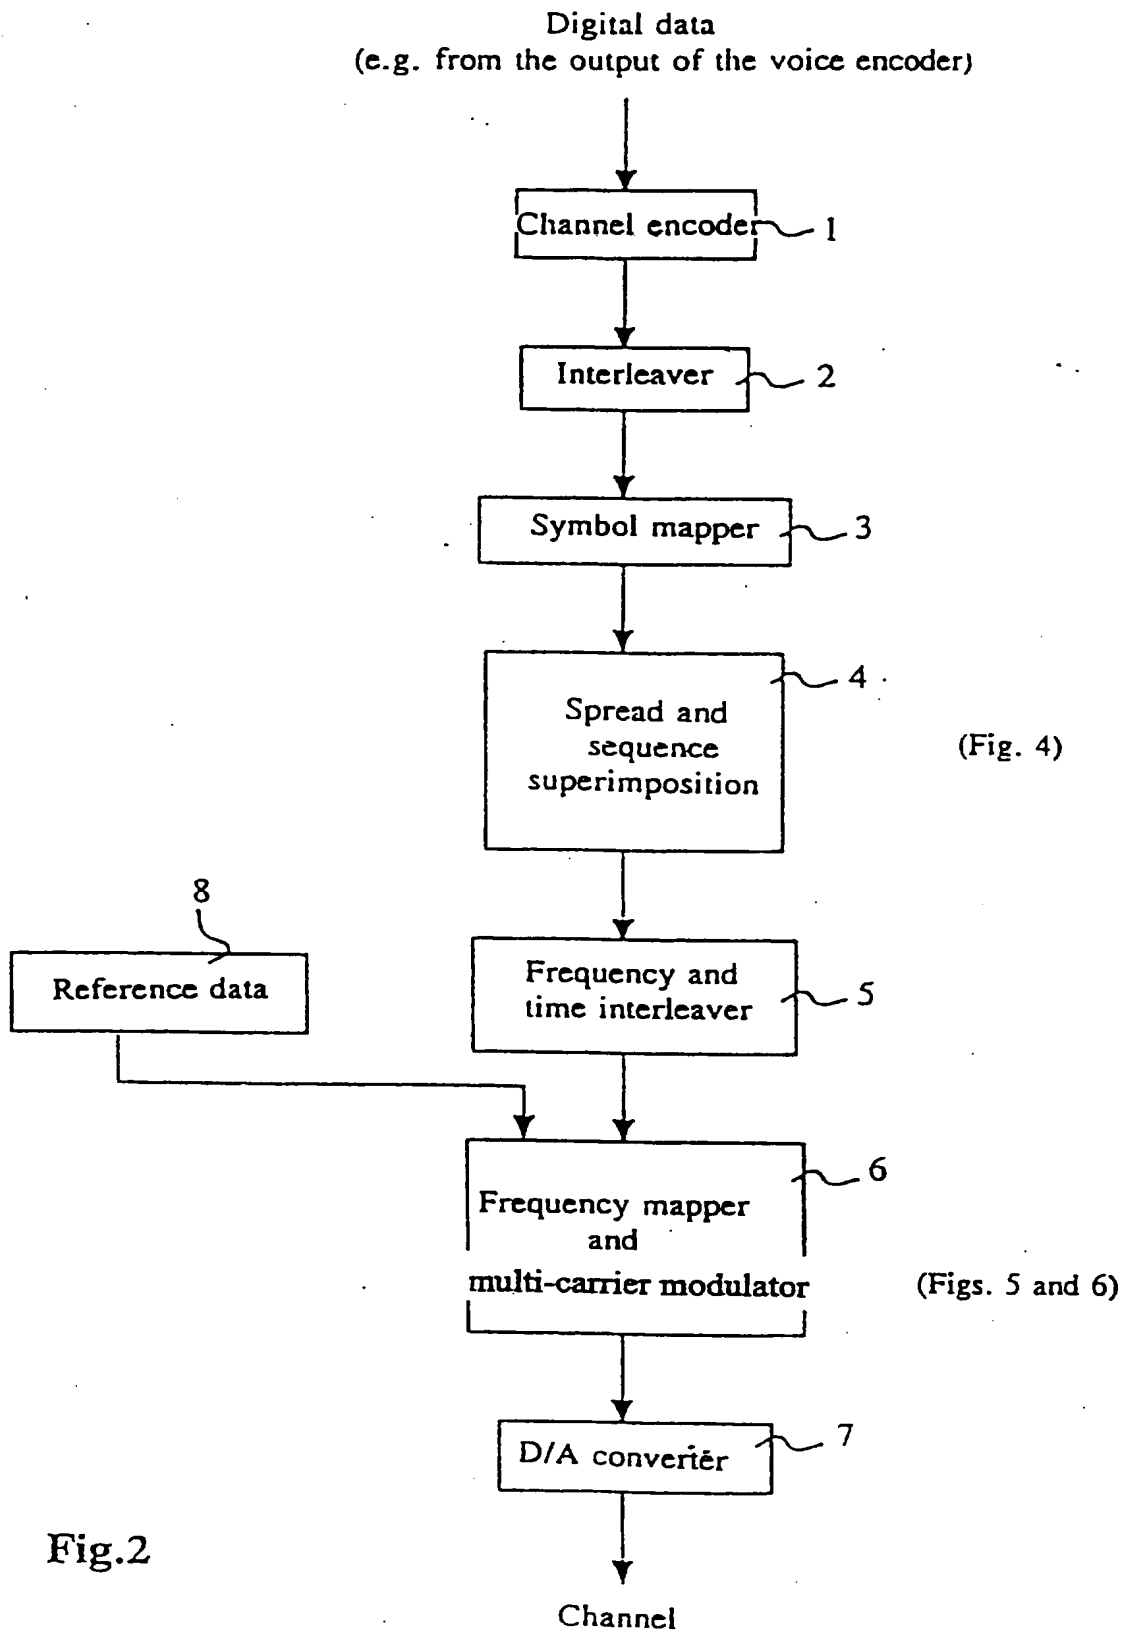 Digital data
(e.g. from the output of the voice encoder)
Channel encoder
1
Interleaver
2
Symbol mapper
3
4
Spread and
sequence
superimposition
(Fig. 4)
8
Reference data
Frequency and
time interleaver
5
6
Frequency mapper
and
multi-carrier modulator
(Figs. 5 and 6)
D/A converter
7
Fig.2
Channel